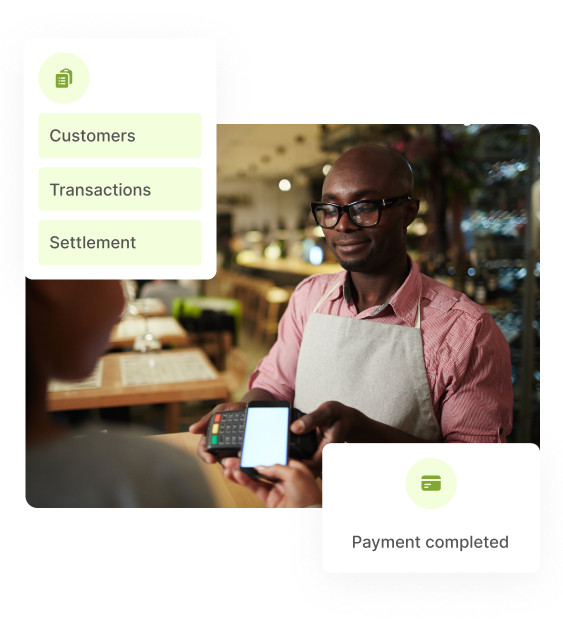 Customers
Transactions
Settlement
Payment completed